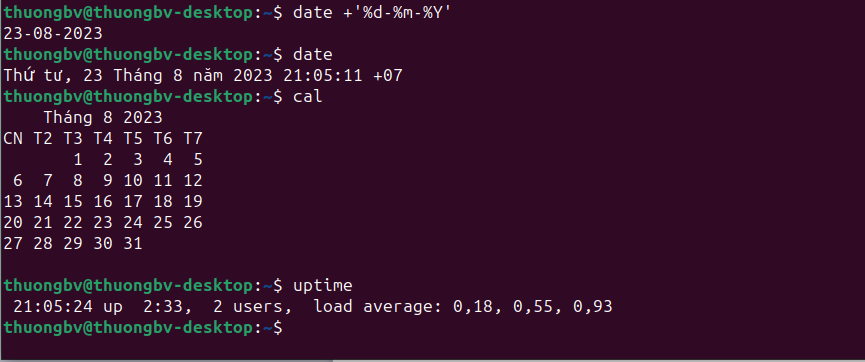 thuongbv@thuongbv-desktop:~$ date +'%d-%m-%Y'
23-08-2023
thuongbv@thuongbv-desktop:~$ date
Thứ tư, 23 Tháng 8 năm 2023 21:05:11 +07
thuongbv@thuongbv-desktop:~$ cal
    Tháng 8 2023
CN T2 T3 T4 T5 T6 T7
       1  2  3  4  5
 6  7  8  9 10 11 12
13 14 15 16 17 18 19
20 21 22 23 24 25 26
27 28 29 30 31
thuongbv@thuongbv-desktop:~$ uptime
 21:05:24 up  2:33,  2 users,  load average: 0,18, 0,55, 0,93
thuongbv@thuongbv-desktop:~$